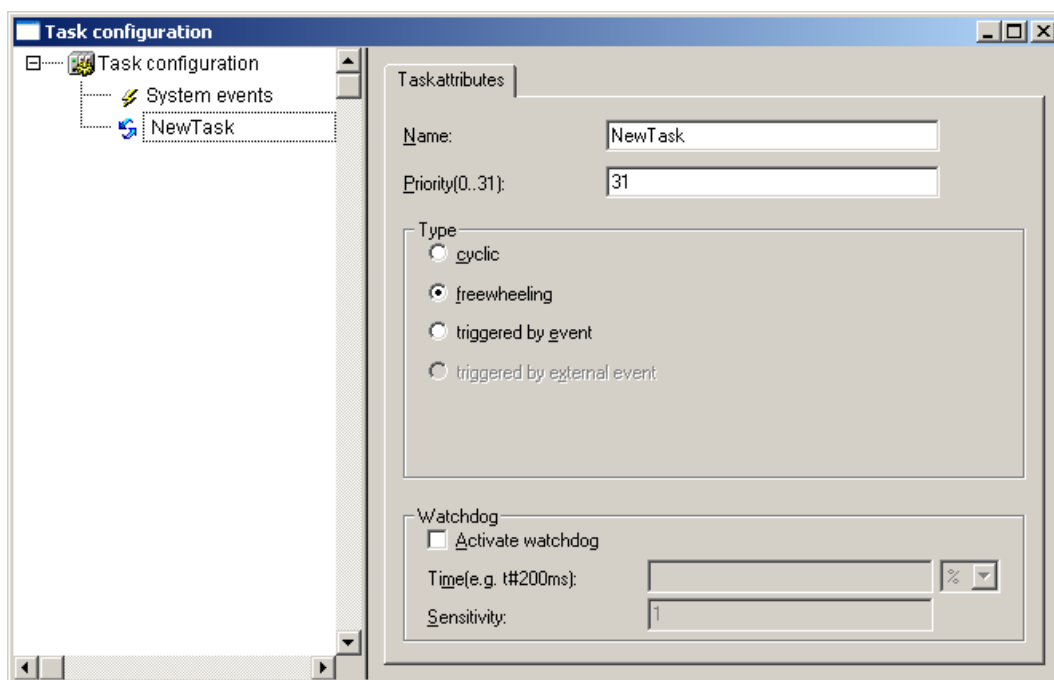 Task configuration
Task configuration
System events
NewTask
Taskattributes
Name: NewTask
Priority(0..31): 31
Type
cyclic
freewheeling
triggered by event
triggered by external event
Watchdog
Activate watchdog
Time(e.g. t#200ms): %
Sensitivity: 1